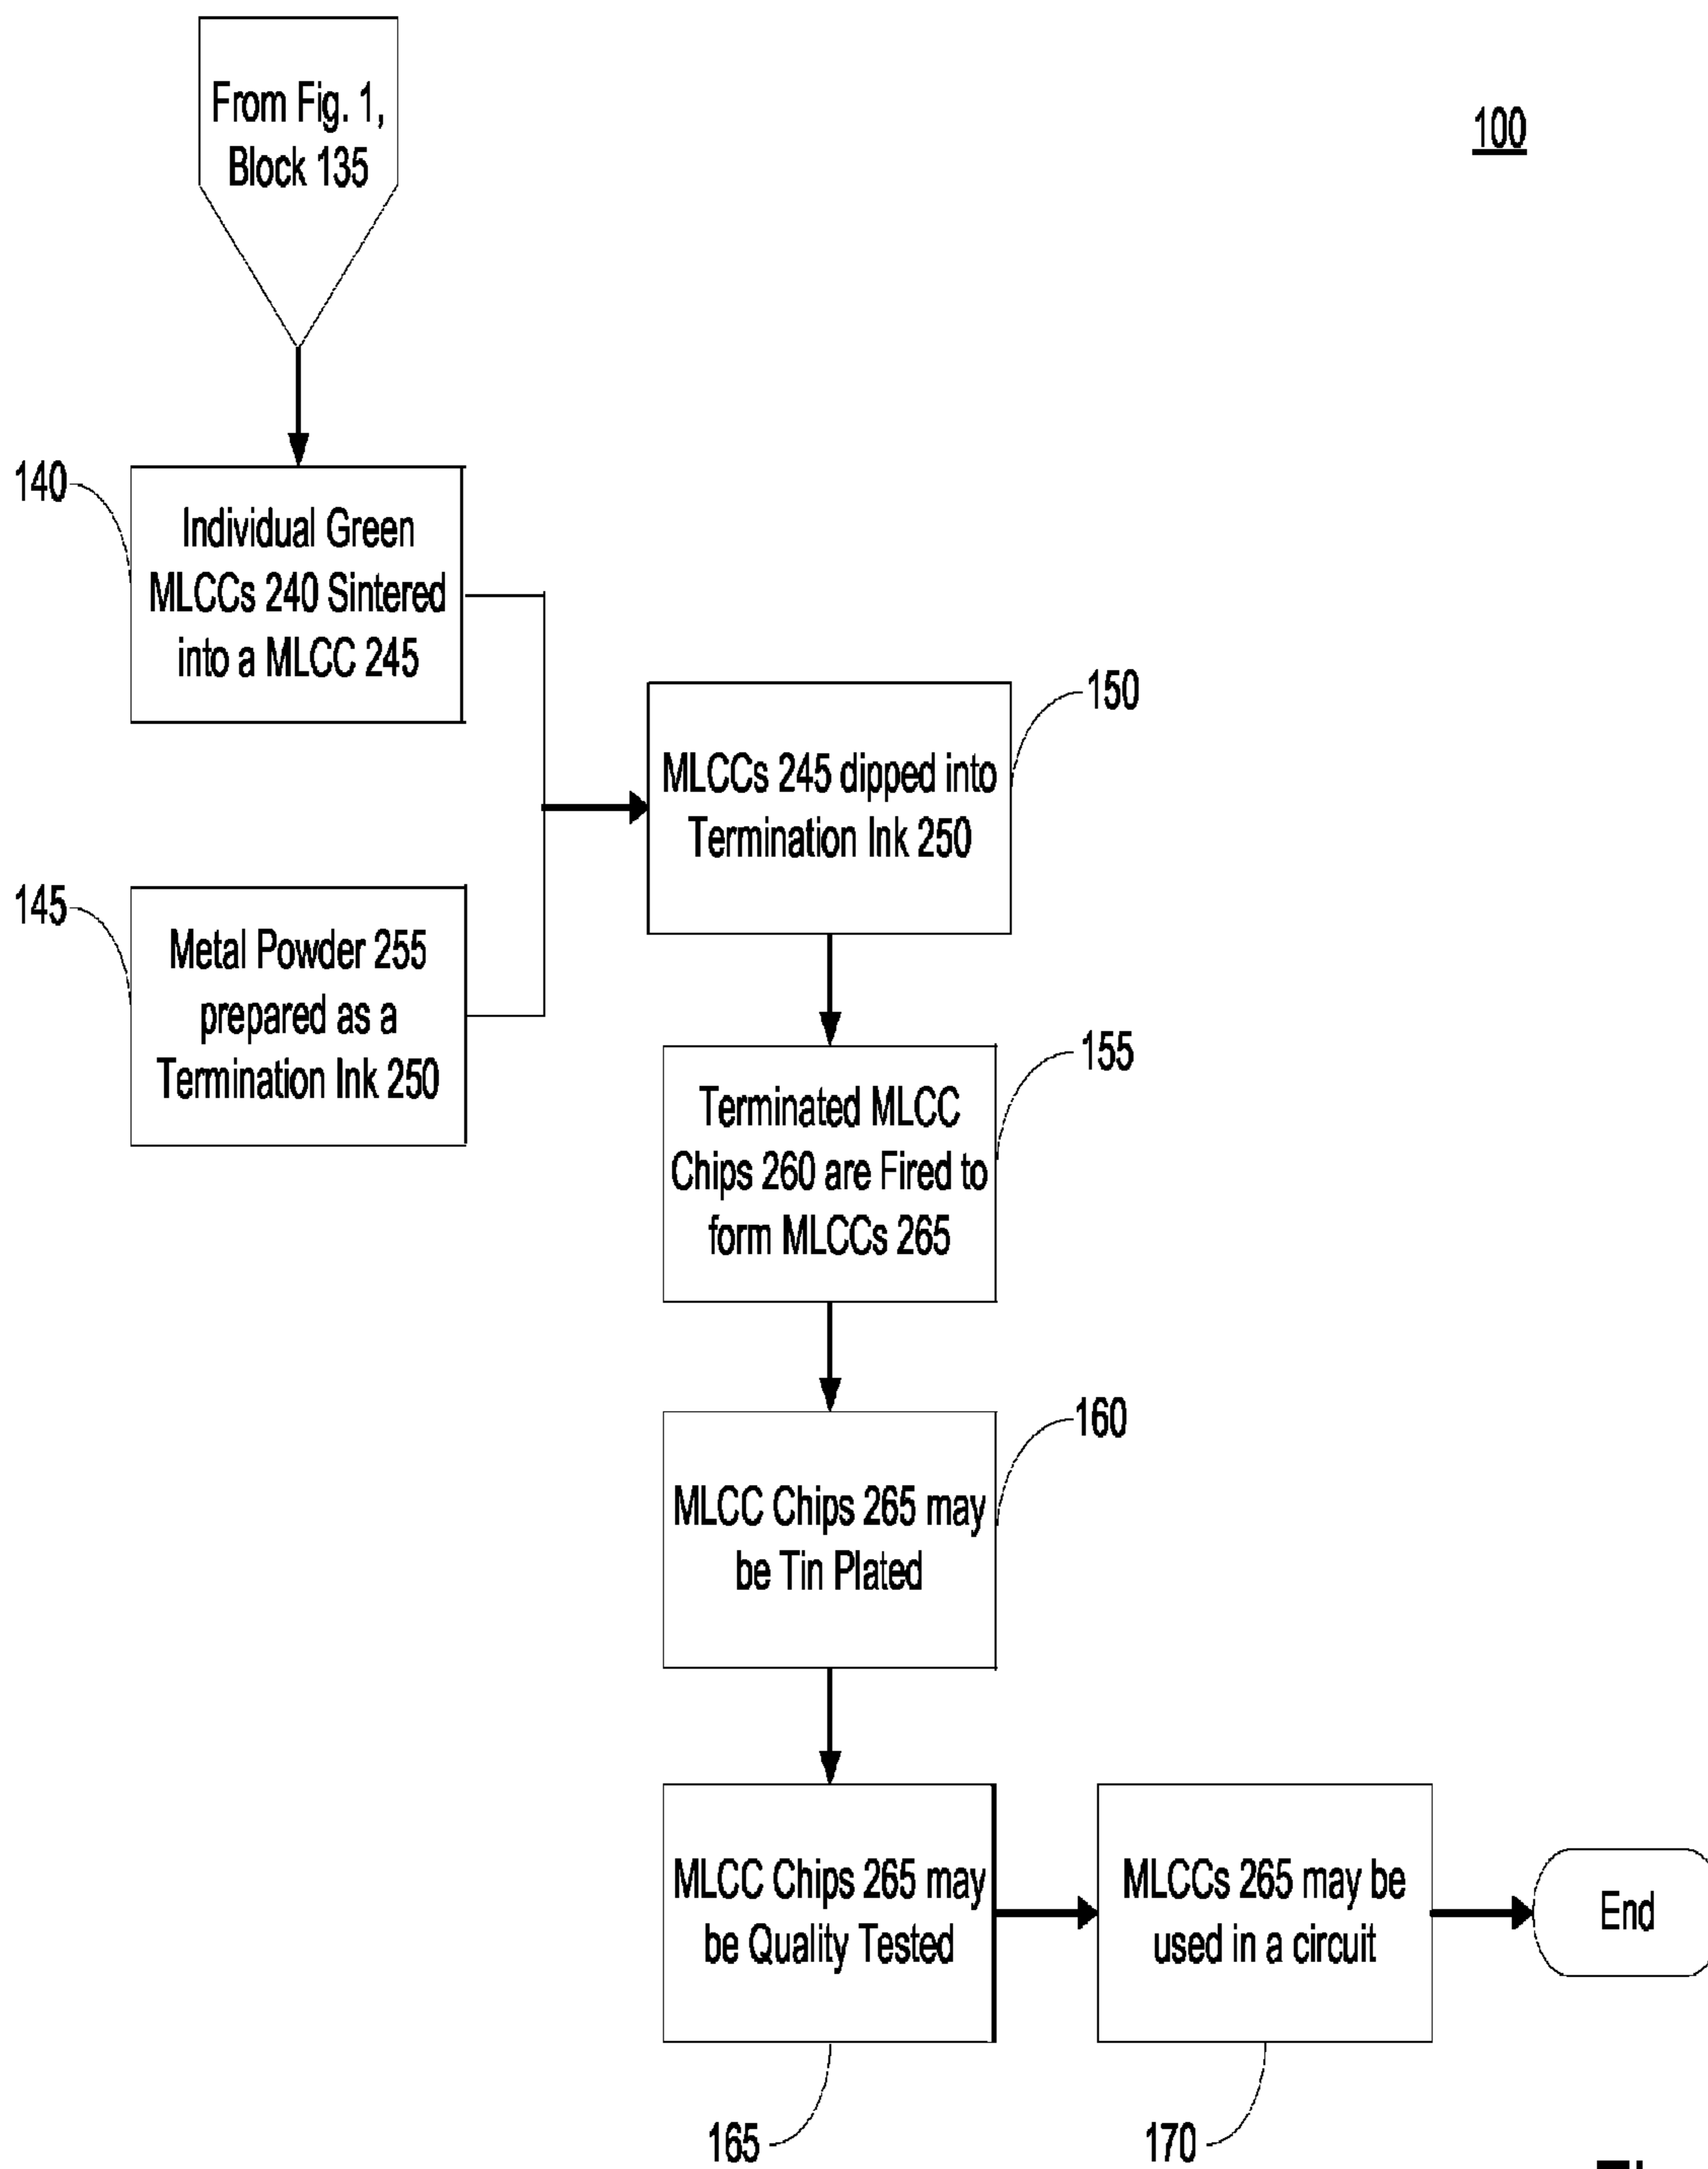 From Fig. 1,
Block 135
100
140
Individual Green
MLCCs 240 Sintered
into a MLCC 245
150
MLCCs 245 dipped into
Termination Ink 250
145
Metal Powder 255
prepared as a
Termination Ink 250
155
Terminated MLCC
Chips 260 are Fired to
form MLCCs 265
160
MLCC Chips 265 may
be Tin Plated
MLCC Chips 265 may
be Quality Tested
MLCCs 265 may be
used in a circuit
End
165
170